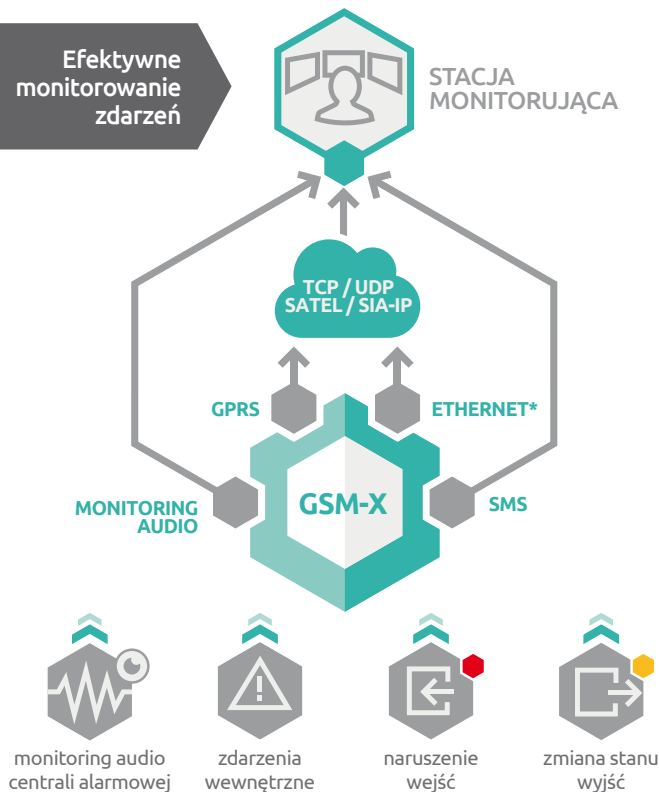 Efektywne
monitorowanie
zdarzeń
STACJA
MONITORUJĄCA
TCP / UDP
SATEL / SIA-IP
GPRS
ETHERNET*
MONITORING
AUDIO
GSM-X
SMS
monitoring audio
centrali alarmowej
zdarzenia
wewnętrzne
naruszenie
wejść
zmiana stanu
wyjść